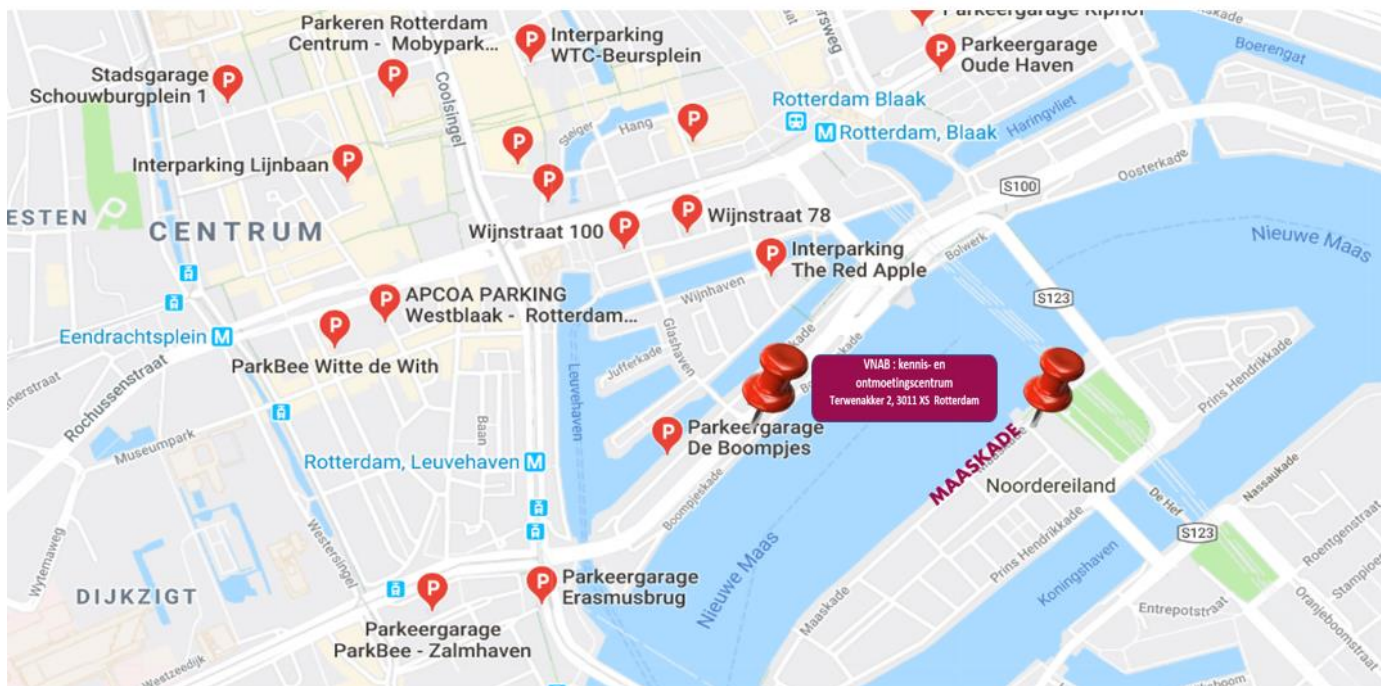 Parkeren Rotterdam
Centrum - Mobypark...
Interparking
WTC-Beursplein
Parkeergarage
Oude Haven
Boerengat
Stadsgarage
Schouwburgplein 1
Coolsingel
Steiger
Hang
Rotterdam Blaak
Rotterdam, Blaak
Haringvliet
Interparking Lijnbaan
Oosterkade
S100
CENTRUM
Wijnstraat 100
Wijnstraat 78
Interparking
The Red Apple
Bolwerk
Nieuwe Maas
Wijnhaven
S123
APCOA PARKING
Westblaak - Rotterdam...
Eendrachtsplein
ParkBee Witte de With
Glashaven
Jufferkade
Leuvehaven
VNAB : kennis- en
ontmoetingscentrum
Terwenakker 2, 3011 XS Rotterdam
Prins Hendrikkade
Rochussenstraat
Museumpark
Baan
Parkeergarage
De Boompjes
MAASKADE
Rotterdam, Leuvehaven
Noordereiland
Nassaukade
De Hef
Boompjeskade
S123
Wytemaweg
Westersingel
Prins Hendrikkade
Roentgenstraat
Koningshaven
DIJKZIGT
Parkeergarage
Erasmusbrug
Nieuwe Maas
Maaskade
Entrepotstraat
Oranjeboomstraat
Parkeergarage
ParkBee - Zalmhaven
Westzeedijk